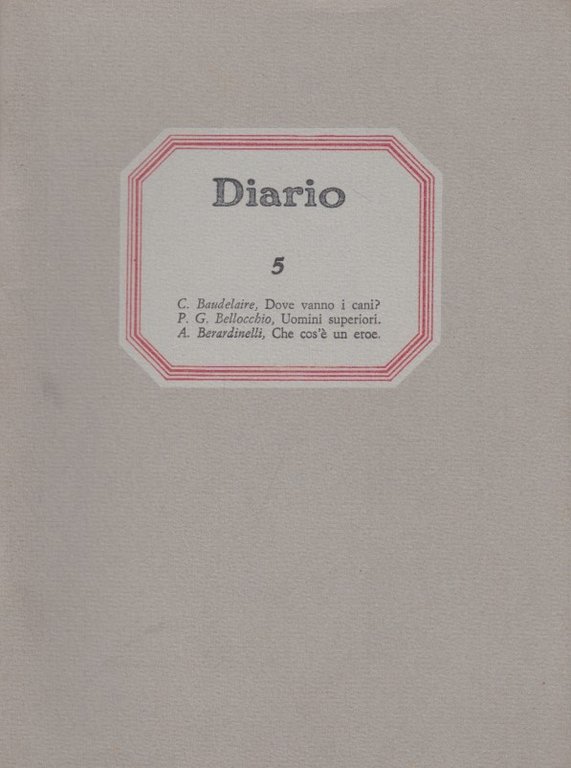 Diario
5
C. Baudelaire, Dove vanno i cani?
P. G. Bellocchio, Uomini superiori.
A. Berardinelli, Che cos'è un eroe.